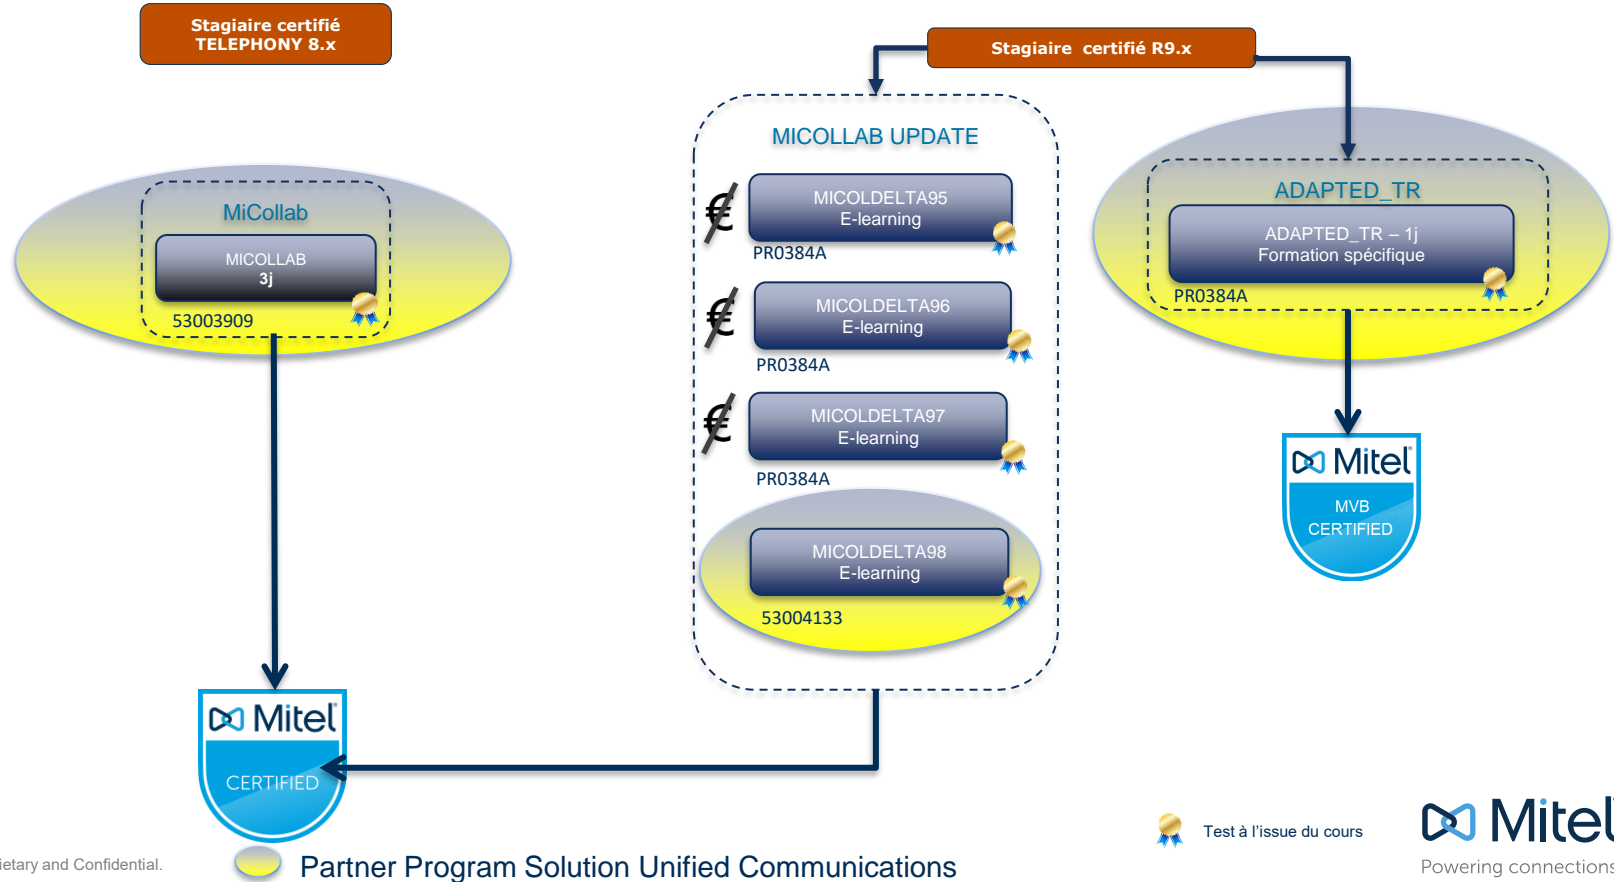 Stagiaire certifié
TELEPHONY 8.x
Stagiaire certifié R9.x
MiCollab
MICOLLAB
3j
53003909
MICOLLAB UPDATE
€
MICOLDELTA95
E-learning
PR0384A
€
MICOLDELTA96
E-learning
PR0384A
€
MICOLDELTA97
E-learning
PR0384A
MICOLDELTA98
E-learning
53004133
ADAPTED_TR
ADAPTED_TR – 1j
Formation spécifique
PR0384A
Mitel
MVB
CERTIFIED
Mitel
CERTIFIED
Test à l'issue du cours
Mitel
Powering connections
ietary and Confidential.
Partner Program Solution Unified Communications